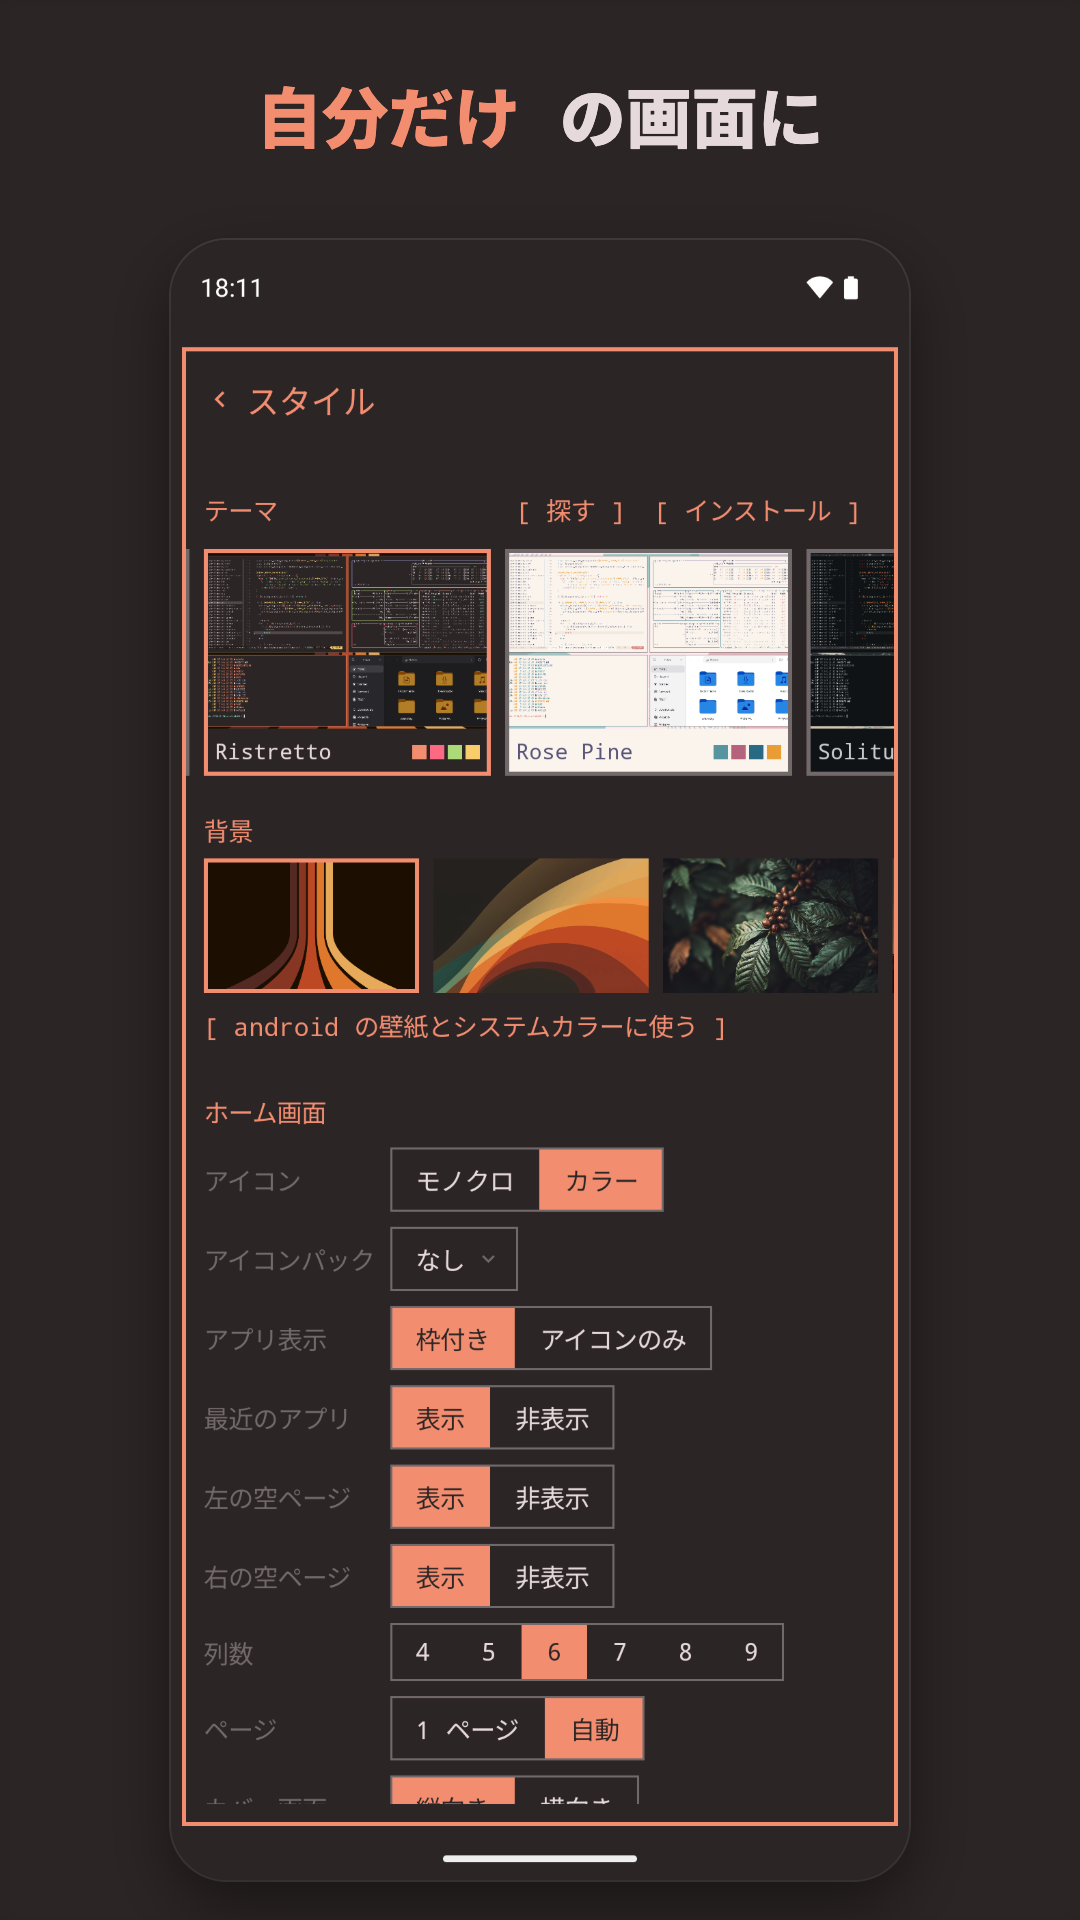 自分だけ の画面に
18:11
スタイル
テーマ [ 探す ] [ インストール ]
Ristretto Rose Pine Solitu
背景
[ android の壁紙とシステムカラーに使う ]
ホーム画面
アイコン モノクロ カラー
アイコンパック なし
アプリ表示 枠付き アイコンのみ
最近のアプリ 表示 非表示
左の空ページ 表示 非表示
右の空ページ 表示 非表示
列数 4 5 6 7 8 9
ページ 1 ページ 自動